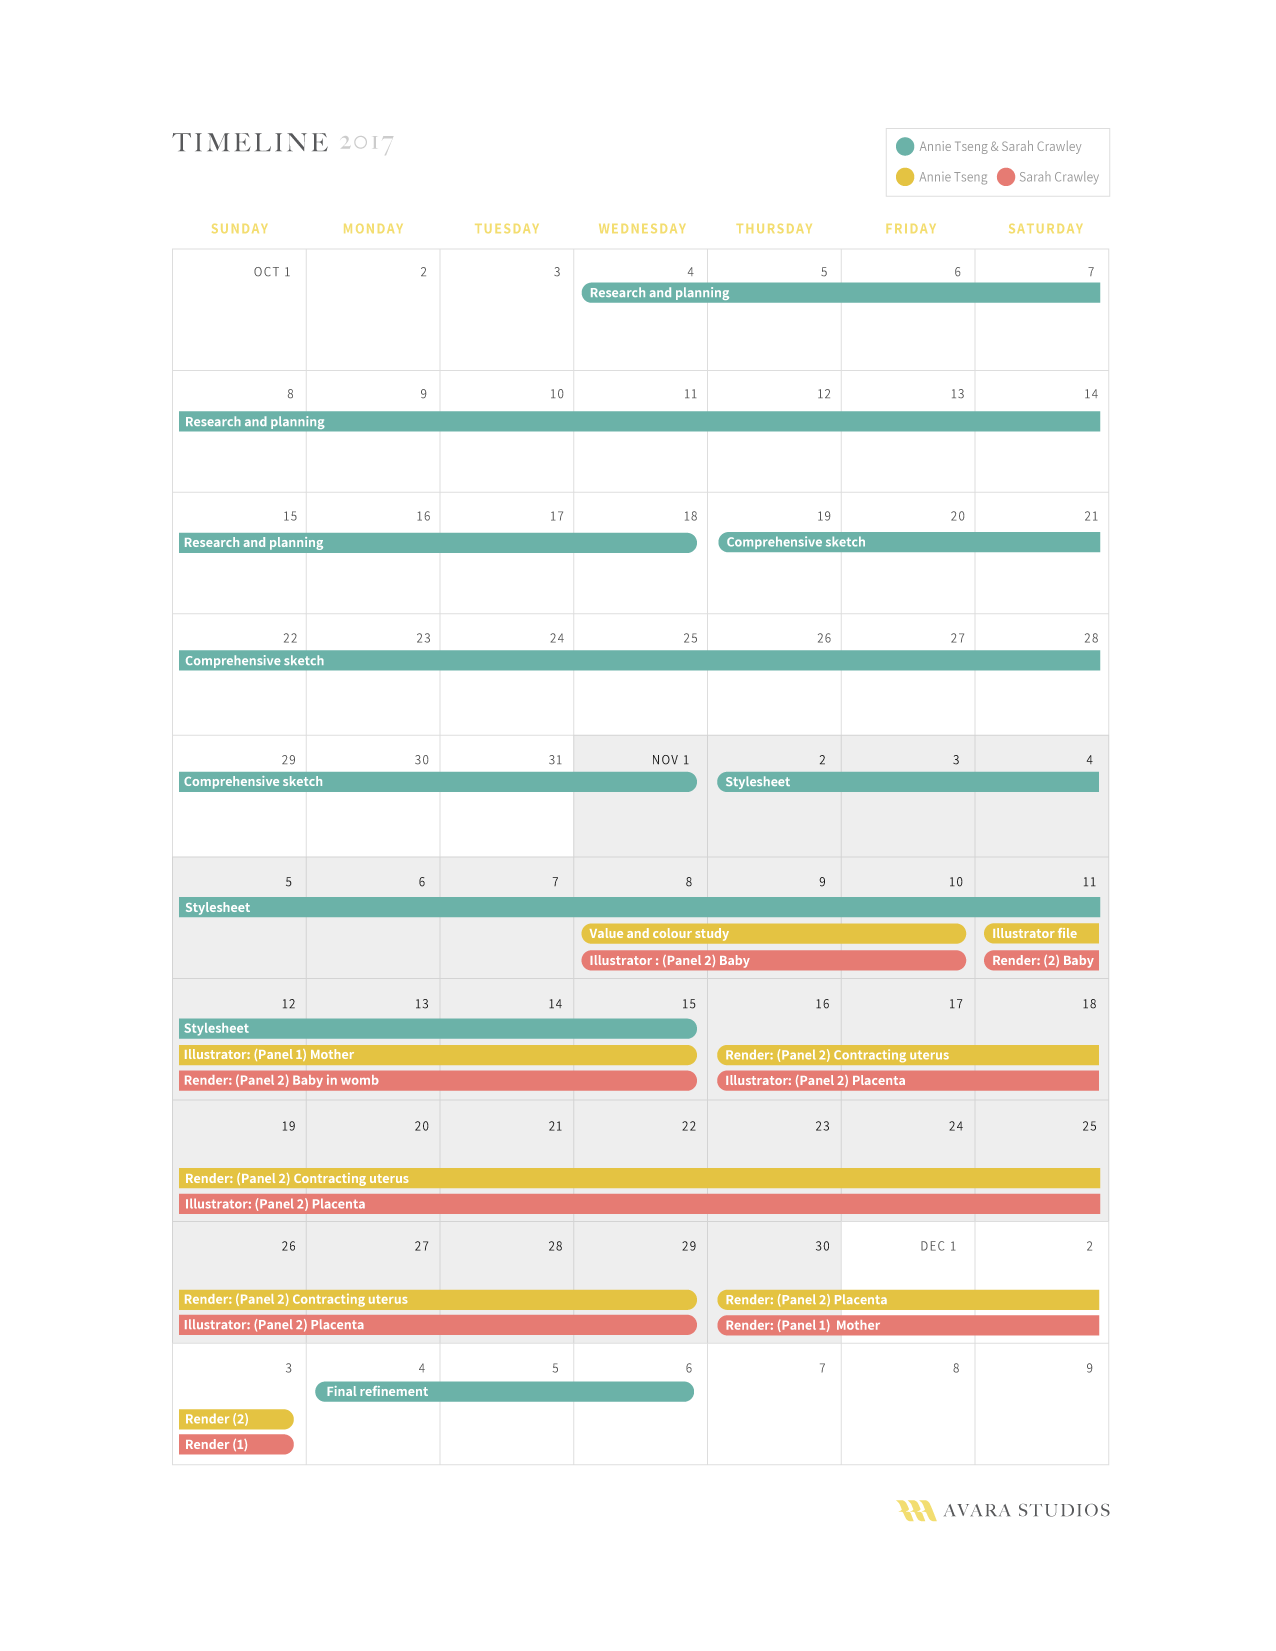 TIMELINE 2017
Annie Tseng & Sarah Crawley
Annie Tseng Sarah Crawley
SUNDAY MONDAY TUESDAY WEDNESDAY THURSDAY FRIDAY SATURDAY
OCT 1 2 3 4 5 6 7
Research and planning
8 9 10 11 12 13 14
Research and planning
15 16 17 18 19 20 21
Research and planning Comprehensive sketch
22 23 24 25 26 27 28
Comprehensive sketch
29 30 31 NOV 1 2 3 4
Comprehensive sketch Stylesheet
5 6 7 8 9 10 11
Stylesheet
Value and colour study Illustrator file
Illustrator : (Panel 2) Baby Render: (2) Baby
12 13 14 15 16 17 18
Stylesheet
Illustrator: (Panel 1) Mother Render: (Panel 2) Contracting uterus
Render: (Panel 2) Baby in womb Illustrator: (Panel 2) Placenta
19 20 21 22 23 24 25
Render: (Panel 2) Contracting uterus
Illustrator: (Panel 2) Placenta
26 27 28 29 30 DEC 1 2
Render: (Panel 2) Contracting uterus Render: (Panel 2) Placenta
Illustrator: (Panel 2) Placenta Render: (Panel 1) Mother
3 4 5 6 7 8 9
Final refinement
Render (2)
Render (1)
AVARA STUDIOS